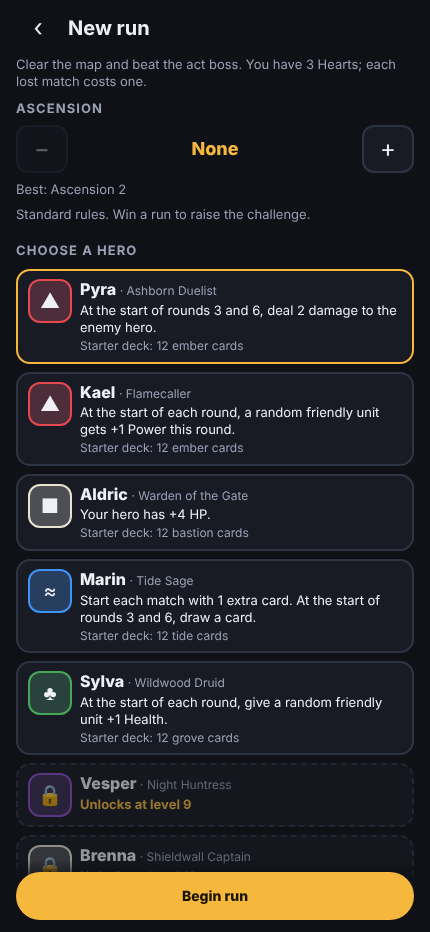 New run
Clear the map and beat the act boss. You have 3 Hearts; each
lost match costs one.
ASCENSION
− None +
Best: Ascension 2
Standard rules. Win a run to raise the challenge.
CHOOSE A HERO
Pyra · Ashborn Duelist
At the start of rounds 3 and 6, deal 2 damage to the
enemy hero.
Starter deck: 12 ember cards
Kael · Flamecaller
At the start of each round, a random friendly unit
gets +1 Power this round.
Starter deck: 12 ember cards
Aldric · Warden of the Gate
Your hero has +4 HP.
Starter deck: 12 bastion cards
Marin · Tide Sage
Start each match with 1 extra card. At the start of
rounds 3 and 6, draw a card.
Starter deck: 12 tide cards
Sylva · Wildwood Druid
At the start of each round, give a random friendly
unit +1 Health.
Starter deck: 12 grove cards
Vesper · Night Huntress
Unlocks at level 9
Brenna · Shieldwall Captain
Begin run